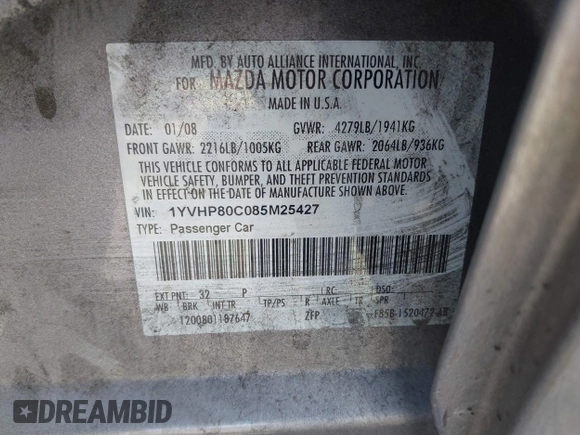 MFD. BY AUTO ALLIANCE INTERNATIONAL, INC.
FOR MAZDA MOTOR CORPORATION
MADE IN U.S.A.
DATE: 01/08 GVWR: 4279LB/1941KG
FRONT GAWR: 2216LB/1005KG REAR GAWR: 2064LB/936KG
THIS VEHICLE CONFORMS TO ALL APPLICABLE FEDERAL MOTOR
VEHICLE SAFETY, BUMPER, AND THEFT PREVENTION STANDARDS
IN EFFECT ON THE DATE OF MANUFACTURE SHOWN ABOVE.
VIN: 1YVHP80C085M25427
TYPE: Passenger Car
EXT PNT: 32 P RC DSO
WB BRK INT TR TP/PS R AXLE TR SPR
1200801187647 ZFP
DREAMBID